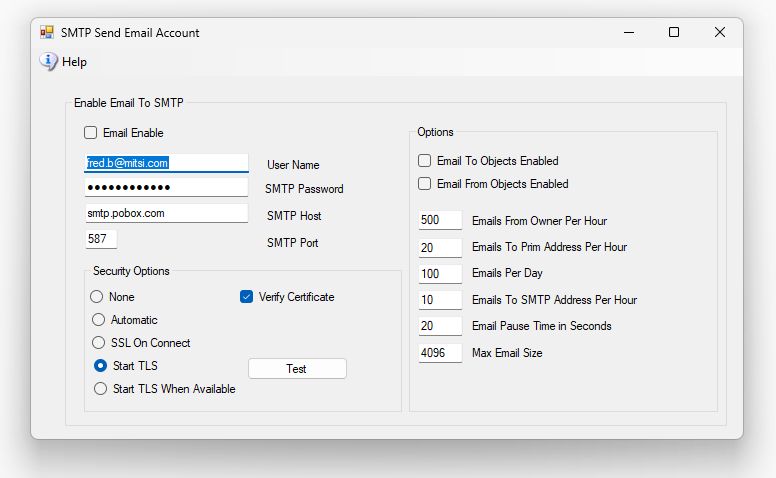 SMTP Send Email Account
Help
Enable Email To SMTP
Email Enable
fred.b@mitsi.com User Name
●●●●●●●●●●●● SMTP Password
smtp.pobox.com SMTP Host
587 SMTP Port
Security Options
None Verify Certificate
Automatic
SSL On Connect
Start TLS Test
Start TLS When Available
Options
Email To Objects Enabled
Email From Objects Enabled
500 Emails From Owner Per Hour
20 Emails To Prim Address Per Hour
100 Emails Per Day
10 Emails To SMTP Address Per Hour
20 Email Pause Time in Seconds
4096 Max Email Size